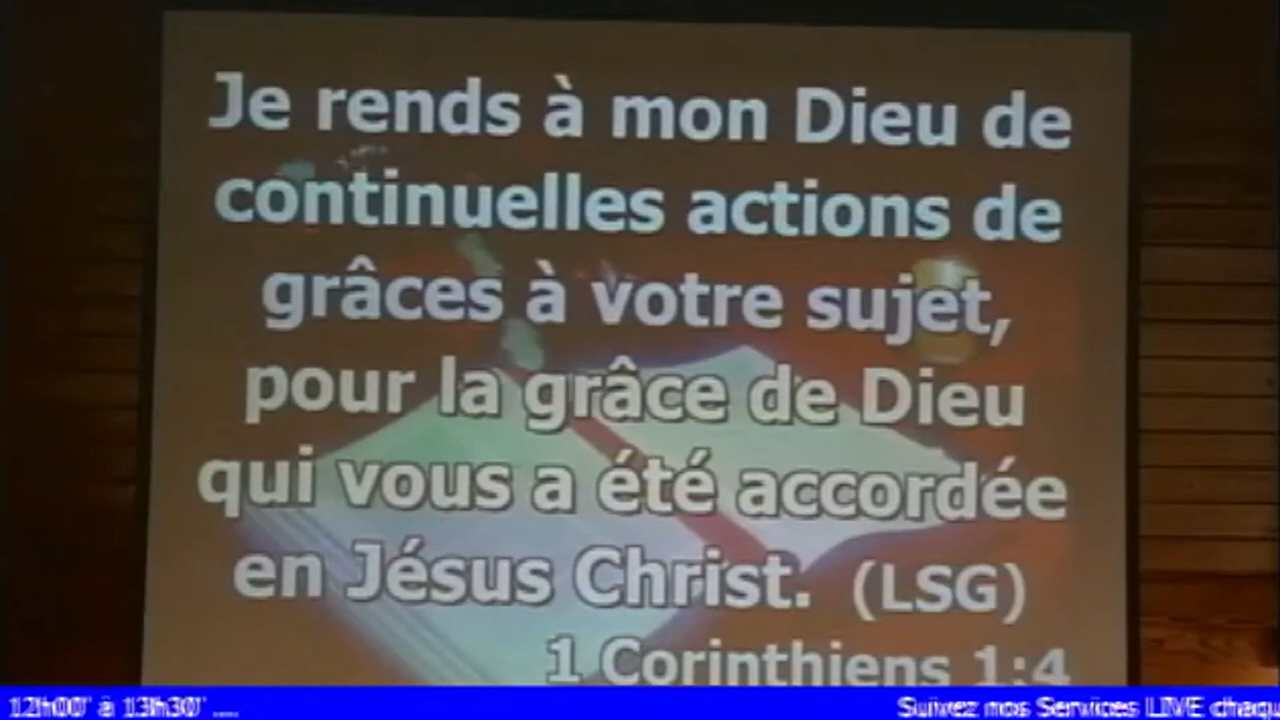 Je rends à mon Dieu de
continuelles actions de
grâces à votre sujet,
pour la grâce de Dieu
qui vous a été accordée
en Jésus Christ. (LSG)
1 Corinthiens 1:4
12h00' à 13h30' .... Suivez nos Services LIVE chaqu